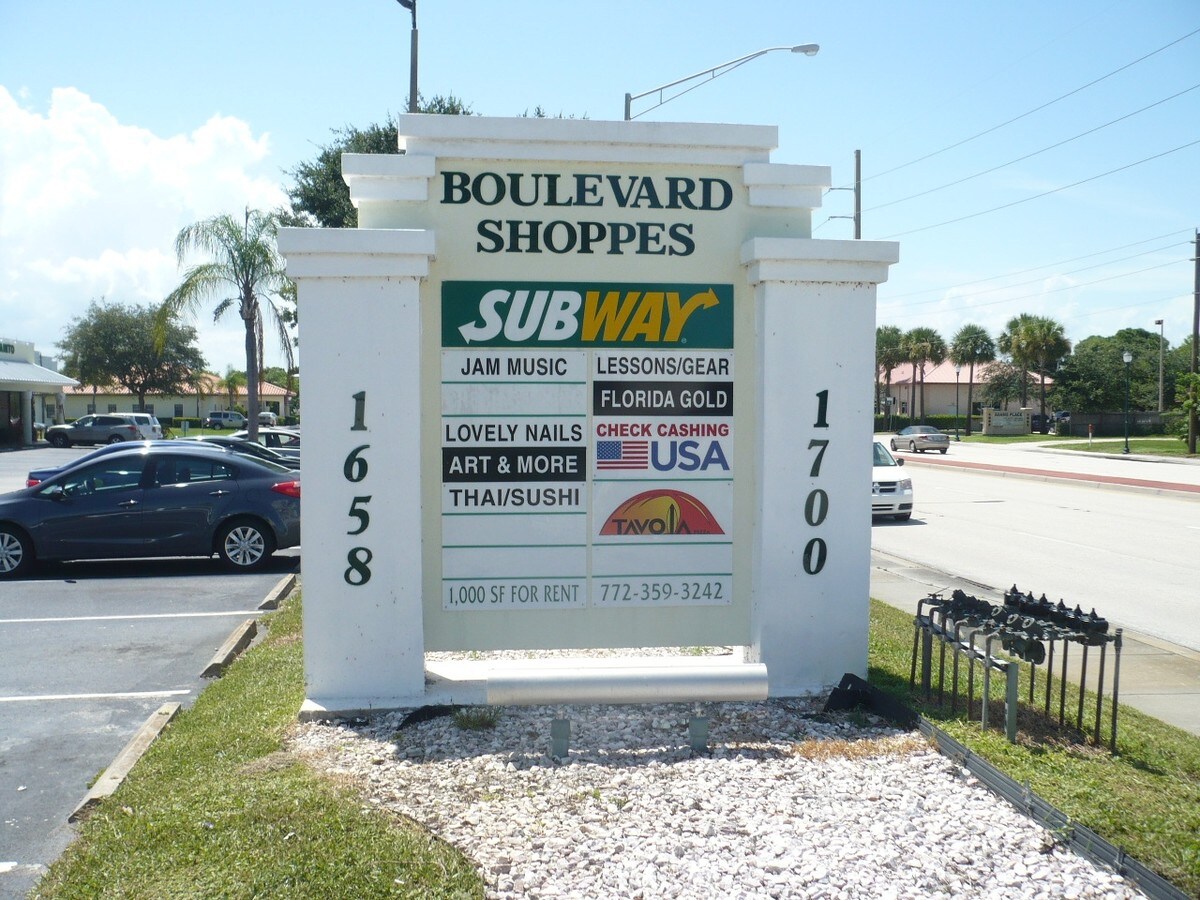 BOULEVARD
SHOPPES
SUBWAY
JAM MUSIC
LESSONS/GEAR
FLORIDA GOLD
LOVELY NAILS
CHECK CASHING
USA
ART & MORE
THAI/SUSHI
TAVOLA
1,000 SF FOR RENT
772-359-3242
1658
1700